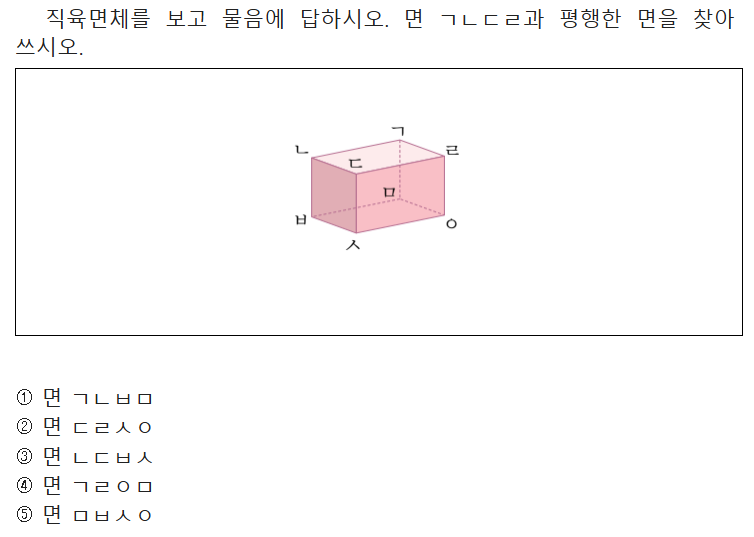 직육면체를 보고 물음에 답하시오. 면 ㄱㄴㄷㄹ과 평행한 면을 찾아
쓰시오.
ㄱ
ㄴ
ㄷ
ㄹ
ㅁ
ㅂ
ㅇ
ㅅ
① 면 ㄱㄴㅂㅁ
② 면 ㄷㄹㅅㅇ
③ 면 ㄴㄷㅂㅅ
④ 면 ㄱㄹㅇㅁ
⑤ 면 ㅁㅂㅅㅇ